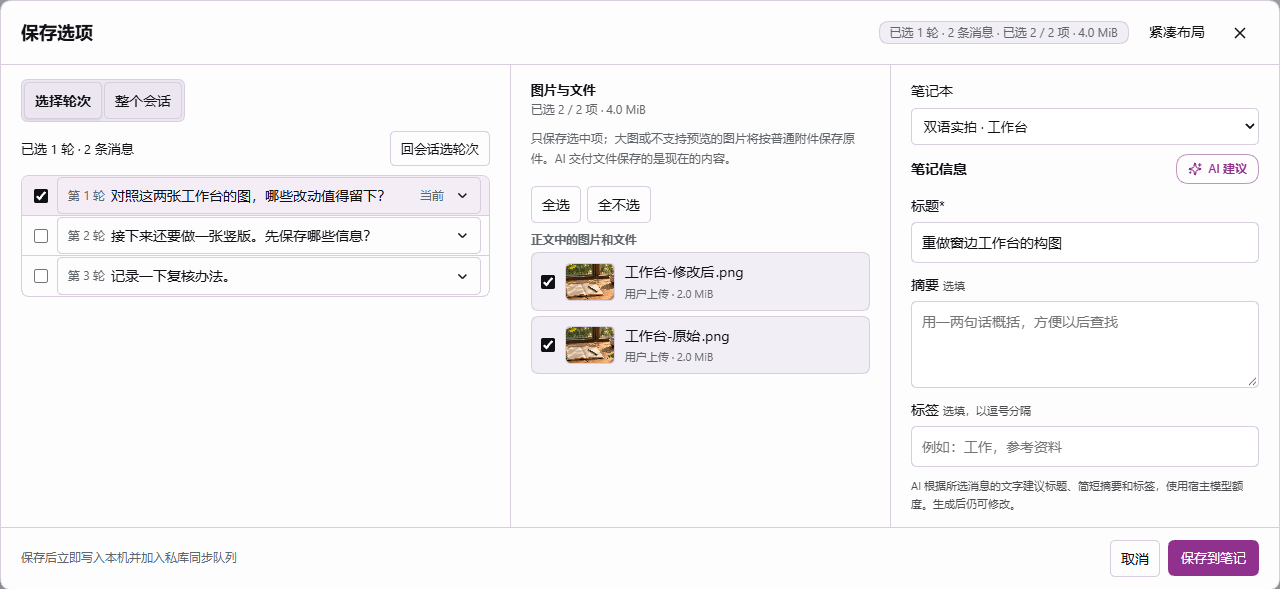 保存选项
已选 1 轮 · 2 条消息 · 已选 2 / 2 项 · 4.0 MiB
紧凑布局
选择轮次
整个会话
已选 1 轮 · 2 条消息
回会话选轮次
第 1 轮 对照这两张工作台的图，哪些改动值得留下？ 当前
第 2 轮 接下来还要做一张竖版。先保存哪些信息？
第 3 轮 记录一下复核办法。
图片与文件
已选 2 / 2 项 · 4.0 MiB
只保存选中项；大图或不支持预览的图片将按普通附件保存原
件。AI 交付文件保存的是现在的内容。
全选
全不选
正文中的图片和文件
工作台-修改后.png
用户上传 · 2.0 MiB
工作台-原始.png
用户上传 · 2.0 MiB
笔记本
双语实拍 · 工作台
笔记信息
AI 建议
标题*
重做窗边工作台的构图
摘要 选填
用一两句话概括，方便以后查找
标签 选填，以逗号分隔
例如：工作，参考资料
AI 根据所选消息的文字建议标题、简短摘要和标签，使用宿主模型额
度。生成后仍可修改。
保存后立即写入本机并加入私库同步队列
取消
保存到笔记